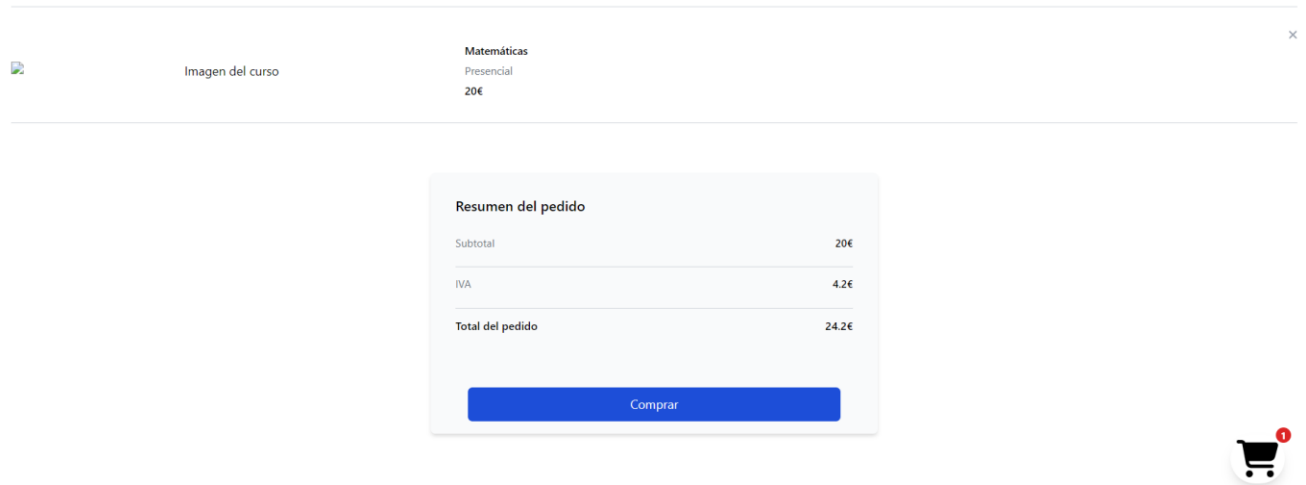 Imagen del curso
Matemáticas
Presencial
20€
×
Resumen del pedido
Subtotal 20€
IVA 4.2€
Total del pedido 24.2€
Comprar
1